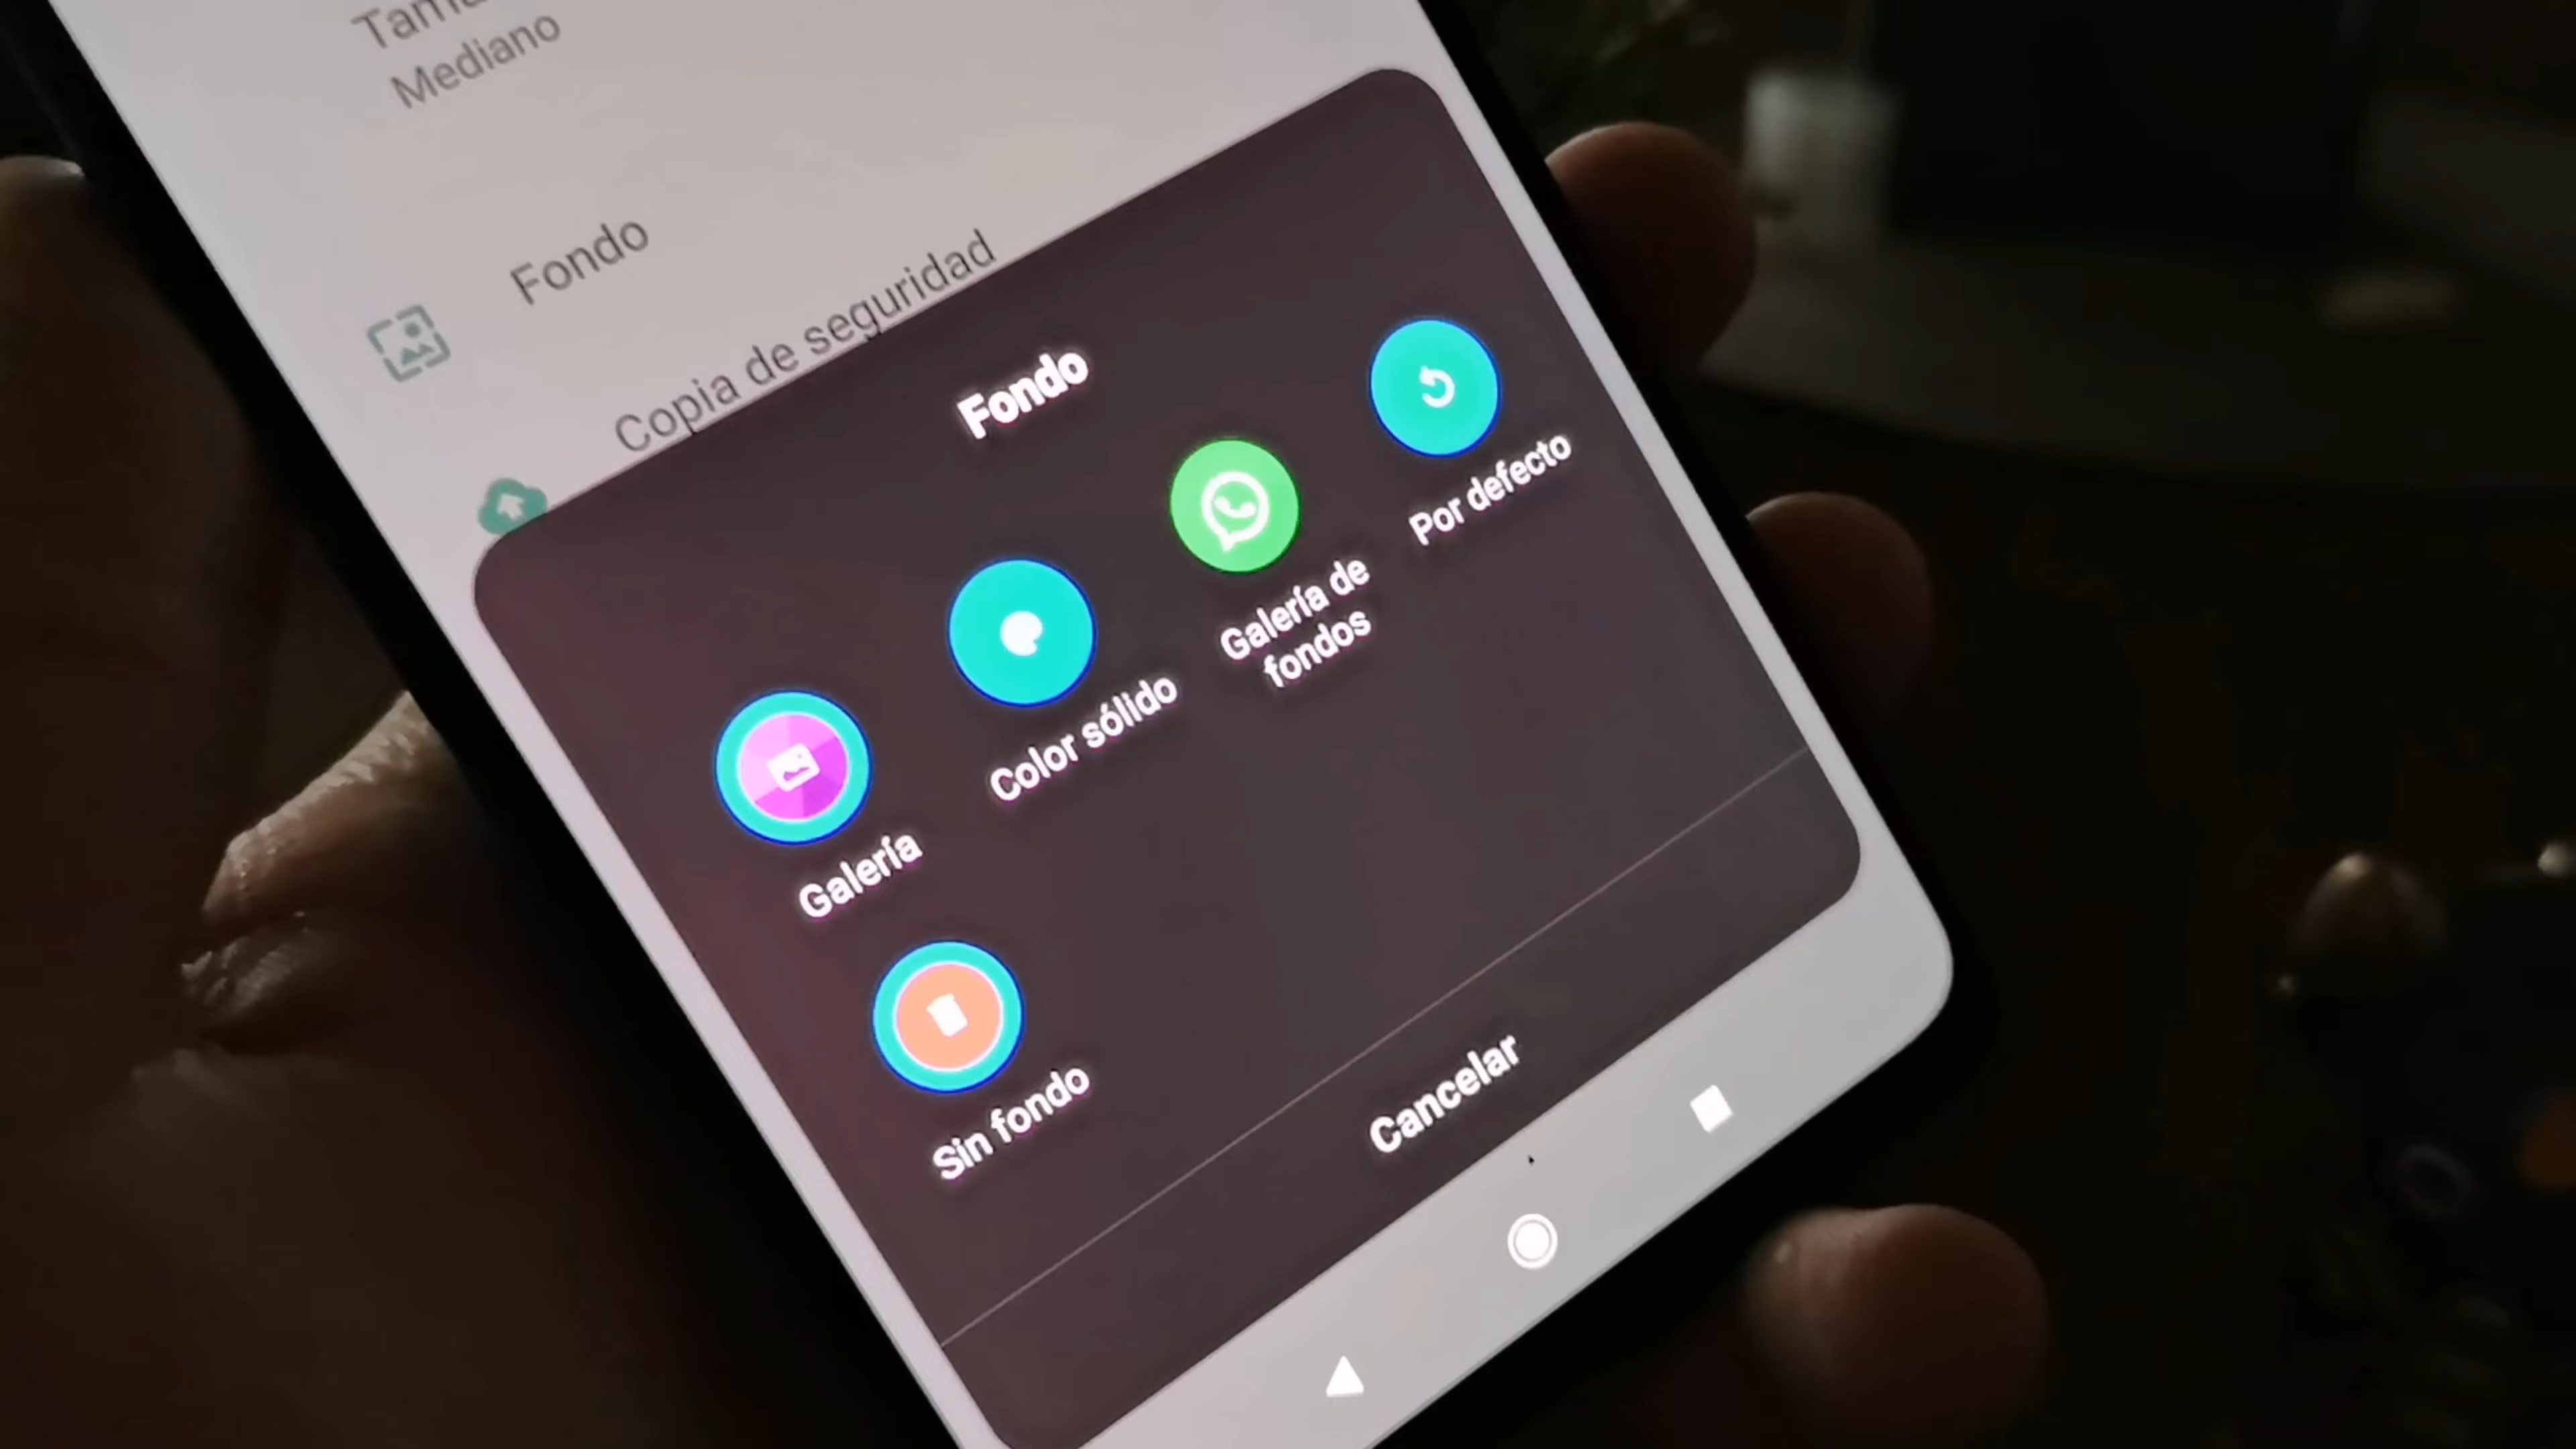 Mediano
Fondo
Copia de seguridad
Fondo
Galería
Color sólido
Galería de
fondos
Por defecto
Sin fondo
Cancelar